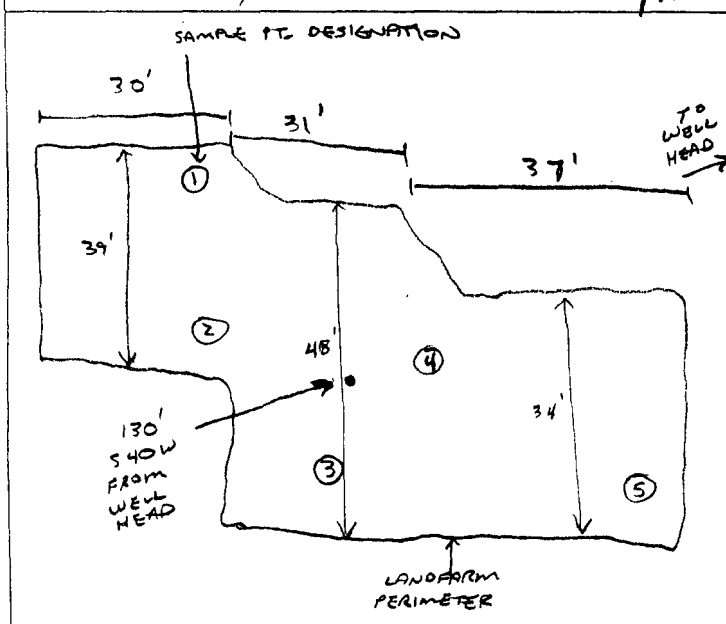 SAMPLE PT. DESIGNATION
30'
31'
37'
TO
WELL
HEAD
①
39'
②
48'
④
34'
130'
S40W
FROM
WELL
HEAD
③
⑤
LANDFARM
PERIMETER